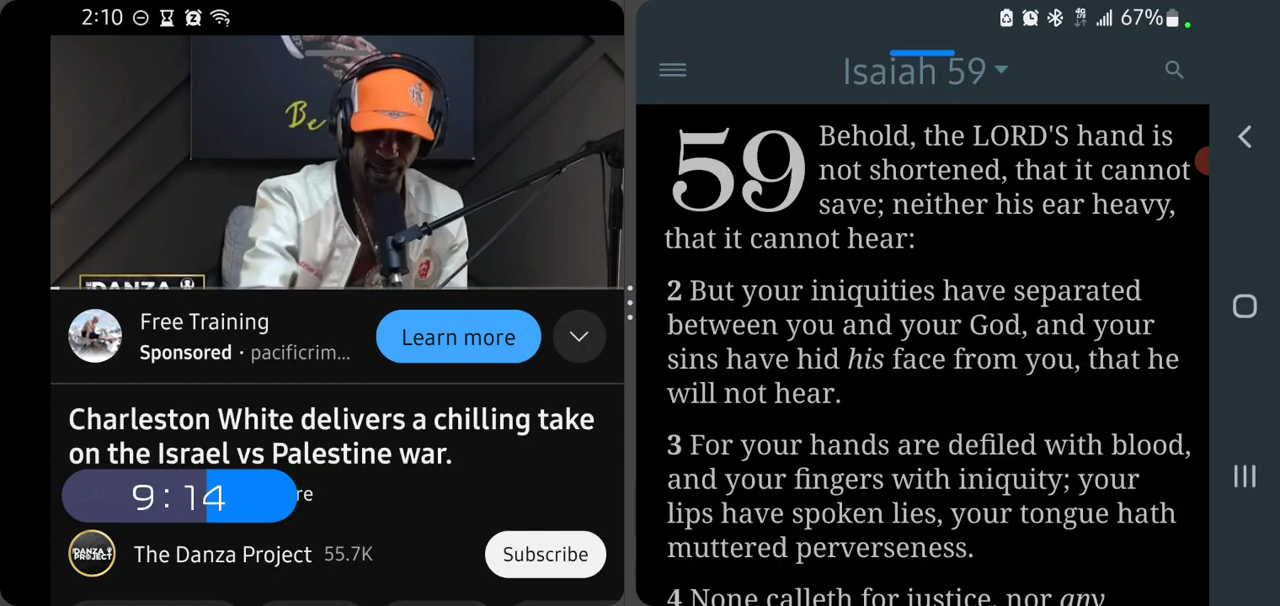 2:10
Be
DANZA
Free Training
Sponsored · pacificrim...
Learn more
Charleston White delivers a chilling take
on the Israel vs Palestine war.
9:14
re
DANZA
PROJECT
The Danza Project 55.7K
Subscribe
67%
Isaiah 59
59 Behold, the LORD'S hand is
not shortened, that it cannot
save; neither his ear heavy,
that it cannot hear:
2 But your iniquities have separated
between you and your God, and your
sins have hid his face from you, that he
will not hear.
3 For your hands are defiled with blood,
and your fingers with iniquity; your
lips have spoken lies, your tongue hath
muttered perverseness.
4 None calleth for justice, nor any